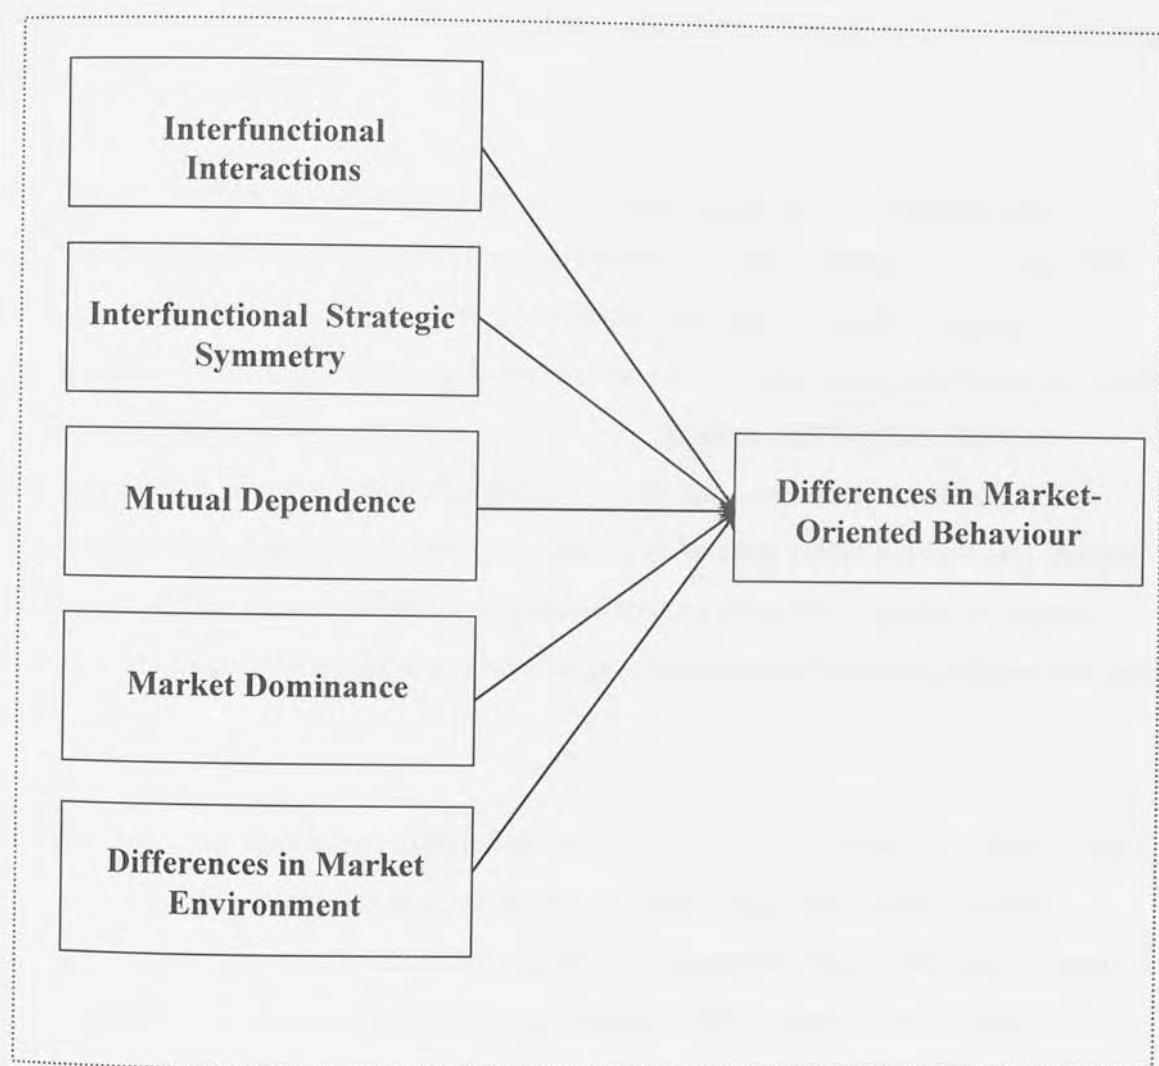 Interfunctional
Interactions
Interfunctional Strategic
Symmetry
Mutual Dependence
Market Dominance
Differences in Market
Environment
Differences in Market-
Oriented Behaviour